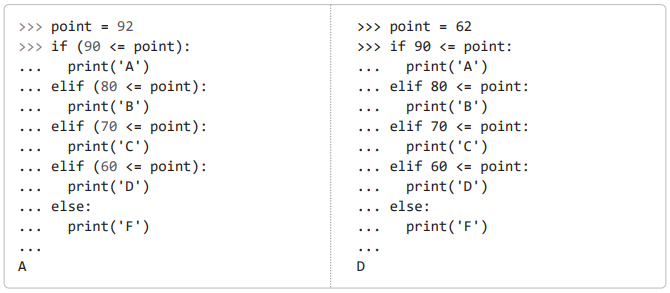 >>> point = 92
>>> if (90 <= point):
...   print('A')
... elif (80 <= point):
...   print('B')
... elif (70 <= point):
...   print('C')
... elif (60 <= point):
...   print('D')
... else:
...   print('F')
...
A
>>> point = 62
>>> if 90 <= point:
...   print('A')
... elif 80 <= point:
...   print('B')
... elif 70 <= point:
...   print('C')
... elif 60 <= point:
...   print('D')
... else:
...   print('F')
...
D